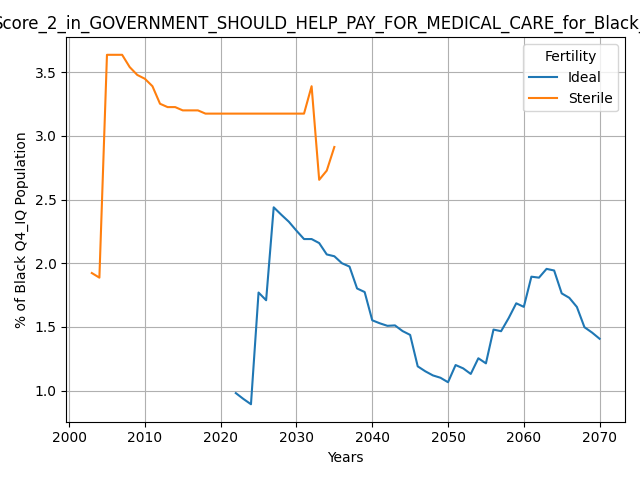 Score_2_in_GOVERNMENT_SHOULD_HELP_PAY_FOR_MEDICAL_CARE_for_Black_
Fertility
Ideal
Sterile
3.5
3.0
2.5
2.0
1.5
1.0
% of Black Q4_IQ Population
2000 2010 2020 2030 2040 2050 2060 2070
Years